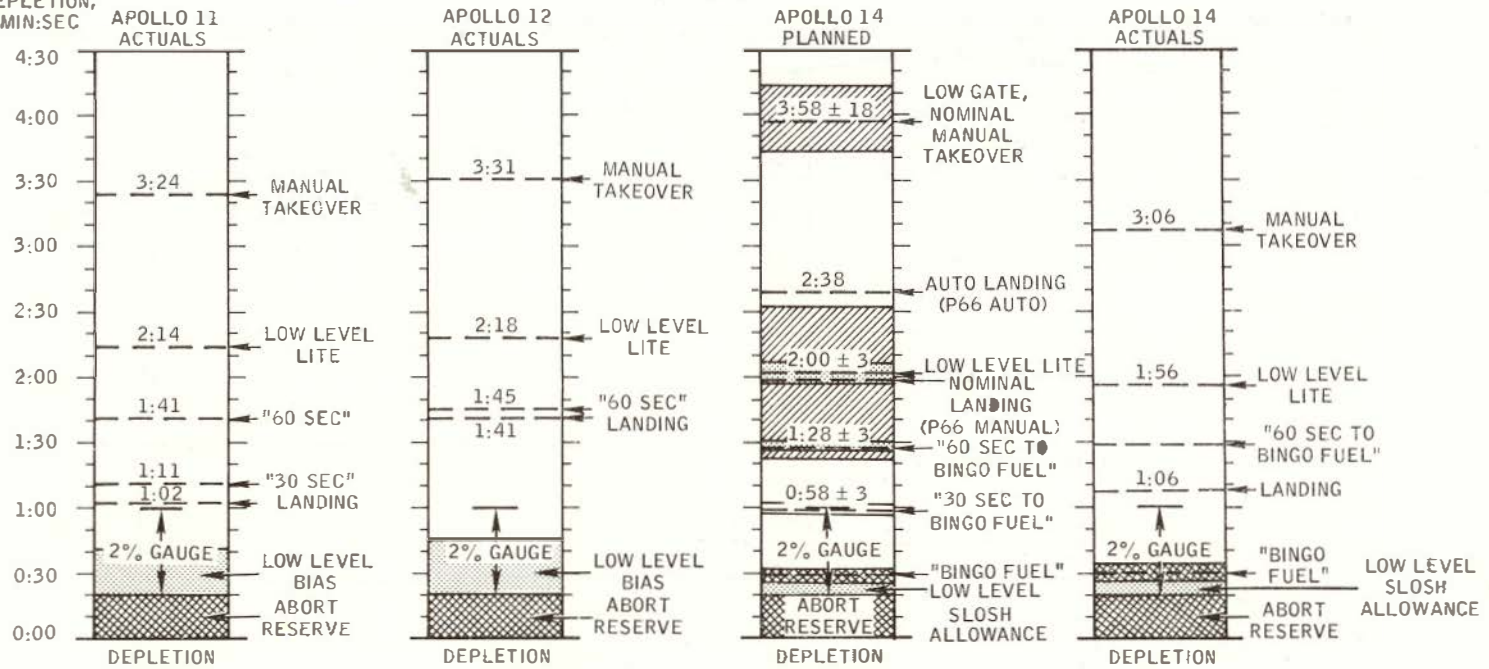 DEPLETION,
MIN:SEC
4:30
4:00
3:30
3:00
2:30
2:00
1:30
1:00
0:30
0:00
APOLLO 11
ACTUALS
3:24
MANUAL
TAKEOVER
2:14
LOW LEVEL
LITE
1:41
"60 SEC"
1:11
"30 SEC"
1:02
LANDING
2% GAUGE
LOW LEVEL
BIAS
ABORT
RESERVE
DEPLETION
APOLLO 12
ACTUALS
3:31
MANUAL
TAKEOVER
2:18
LOW LEVEL
LITE
1:45
"60 SEC"
LANDING
1:41
2% GAUGE
LOW LEVEL
BIAS
ABORT
RESERVE
DEPLETION
APOLLO 14
PLANNED
3:58 ± 18
LOW GATE,
NOMINAL
MANUAL
TAKEOVER
2:38
AUTO LANDING
(P66 AUTO)
2:00 ± 3
LOW LEVEL LITE
NOMINAL
LANDING
(P66 MANUAL)
1:28 ± 3
"60 SEC TO
BINGO FUEL"
0:58 ± 3
"30 SEC TO
BINGO FUEL"
2% GAUGE
"BINGO FUEL"
LOW LEVEL
SLOSH
ALLOWANCE
ABORT
RESERVE
DEPLETION
APOLLO 14
ACTUALS
3:06
MANUAL
TAKEOVER
1:56
LOW LEVEL
LITE
"60 SEC TO
BINGO FUEL"
1:06
LANDING
2% GAUGE
"BINGO
FUEL"
LOW LEVEL
SLOSH
ALLOWANCE
ABORT
RESERVE
DEPLETION